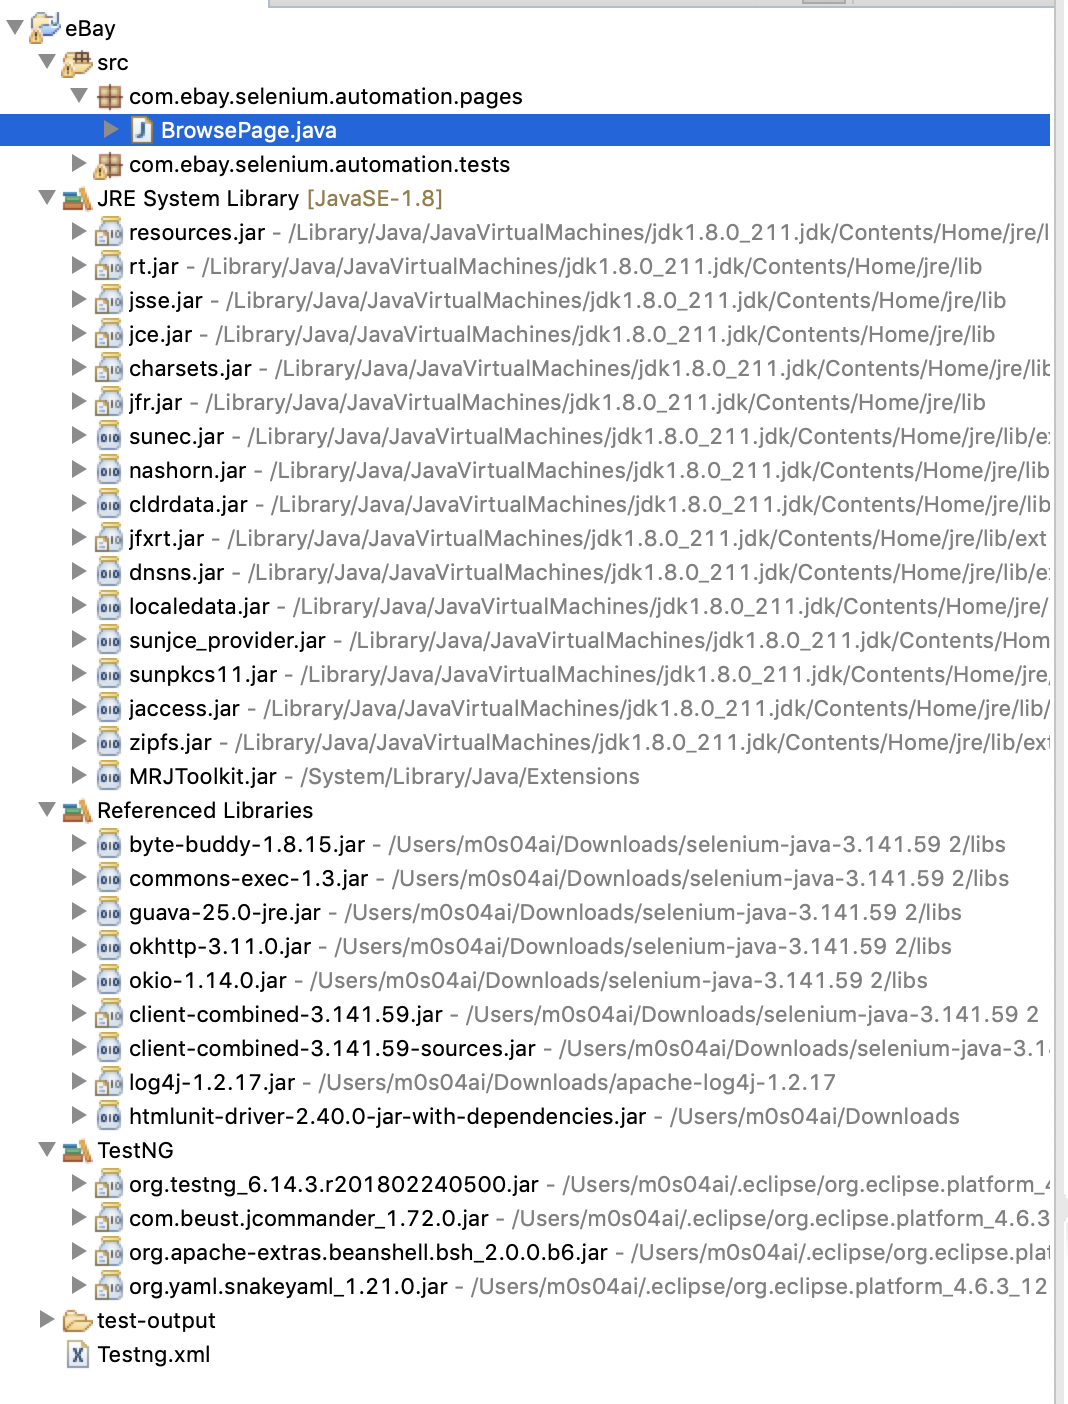 eBay
src
com.ebay.selenium.automation.pages
BrowsePage.java
com.ebay.selenium.automation.tests
JRE System Library [JavaSE-1.8]
resources.jar - /Library/Java/JavaVirtualMachines/jdk1.8.0_211.jdk/Contents/Home/jre/l
rt.jar - /Library/Java/JavaVirtualMachines/jdk1.8.0_211.jdk/Contents/Home/jre/lib
jsse.jar - /Library/Java/JavaVirtualMachines/jdk1.8.0_211.jdk/Contents/Home/jre/lib
jce.jar - /Library/Java/JavaVirtualMachines/jdk1.8.0_211.jdk/Contents/Home/jre/lib
charsets.jar - /Library/Java/JavaVirtualMachines/jdk1.8.0_211.jdk/Contents/Home/jre/lib
jfr.jar - /Library/Java/JavaVirtualMachines/jdk1.8.0_211.jdk/Contents/Home/jre/lib
sunec.jar - /Library/Java/JavaVirtualMachines/jdk1.8.0_211.jdk/Contents/Home/jre/lib/e
nashorn.jar - /Library/Java/JavaVirtualMachines/jdk1.8.0_211.jdk/Contents/Home/jre/lib
cldrdata.jar - /Library/Java/JavaVirtualMachines/jdk1.8.0_211.jdk/Contents/Home/jre/lib
jfxrt.jar - /Library/Java/JavaVirtualMachines/jdk1.8.0_211.jdk/Contents/Home/jre/lib/ext
dnsns.jar - /Library/Java/JavaVirtualMachines/jdk1.8.0_211.jdk/Contents/Home/jre/lib/e
localedata.jar - /Library/Java/JavaVirtualMachines/jdk1.8.0_211.jdk/Contents/Home/jre/
sunjce_provider.jar - /Library/Java/JavaVirtualMachines/jdk1.8.0_211.jdk/Contents/Hom
sunpkcs11.jar - /Library/Java/JavaVirtualMachines/jdk1.8.0_211.jdk/Contents/Home/jre/
jaccess.jar - /Library/Java/JavaVirtualMachines/jdk1.8.0_211.jdk/Contents/Home/jre/lib/
zipfs.jar - /Library/Java/JavaVirtualMachines/jdk1.8.0_211.jdk/Contents/Home/jre/lib/ext
MRJToolkit.jar - /System/Library/Java/Extensions
Referenced Libraries
byte-buddy-1.8.15.jar - /Users/m0s04ai/Downloads/selenium-java-3.141.59 2/libs
commons-exec-1.3.jar - /Users/m0s04ai/Downloads/selenium-java-3.141.59 2/libs
guava-25.0-jre.jar - /Users/m0s04ai/Downloads/selenium-java-3.141.59 2/libs
okhttp-3.11.0.jar - /Users/m0s04ai/Downloads/selenium-java-3.141.59 2/libs
okio-1.14.0.jar - /Users/m0s04ai/Downloads/selenium-java-3.141.59 2/libs
client-combined-3.141.59.jar - /Users/m0s04ai/Downloads/selenium-java-3.141.59 2
client-combined-3.141.59-sources.jar - /Users/m0s04ai/Downloads/selenium-java-3.1
log4j-1.2.17.jar - /Users/m0s04ai/Downloads/apache-log4j-1.2.17
htmlunit-driver-2.40.0-jar-with-dependencies.jar - /Users/m0s04ai/Downloads
TestNG
org.testng_6.14.3.r201802240500.jar - /Users/m0s04ai/.eclipse/org.eclipse.platform_4
com.beust.jcommander_1.72.0.jar - /Users/m0s04ai/.eclipse/org.eclipse.platform_4.6.3
org.apache-extras.beanshell.bsh_2.0.0.b6.jar - /Users/m0s04ai/.eclipse/org.eclipse.plat
org.yaml.snakeyaml_1.21.0.jar - /Users/m0s04ai/.eclipse/org.eclipse.platform_4.6.3_12
test-output
Testng.xml